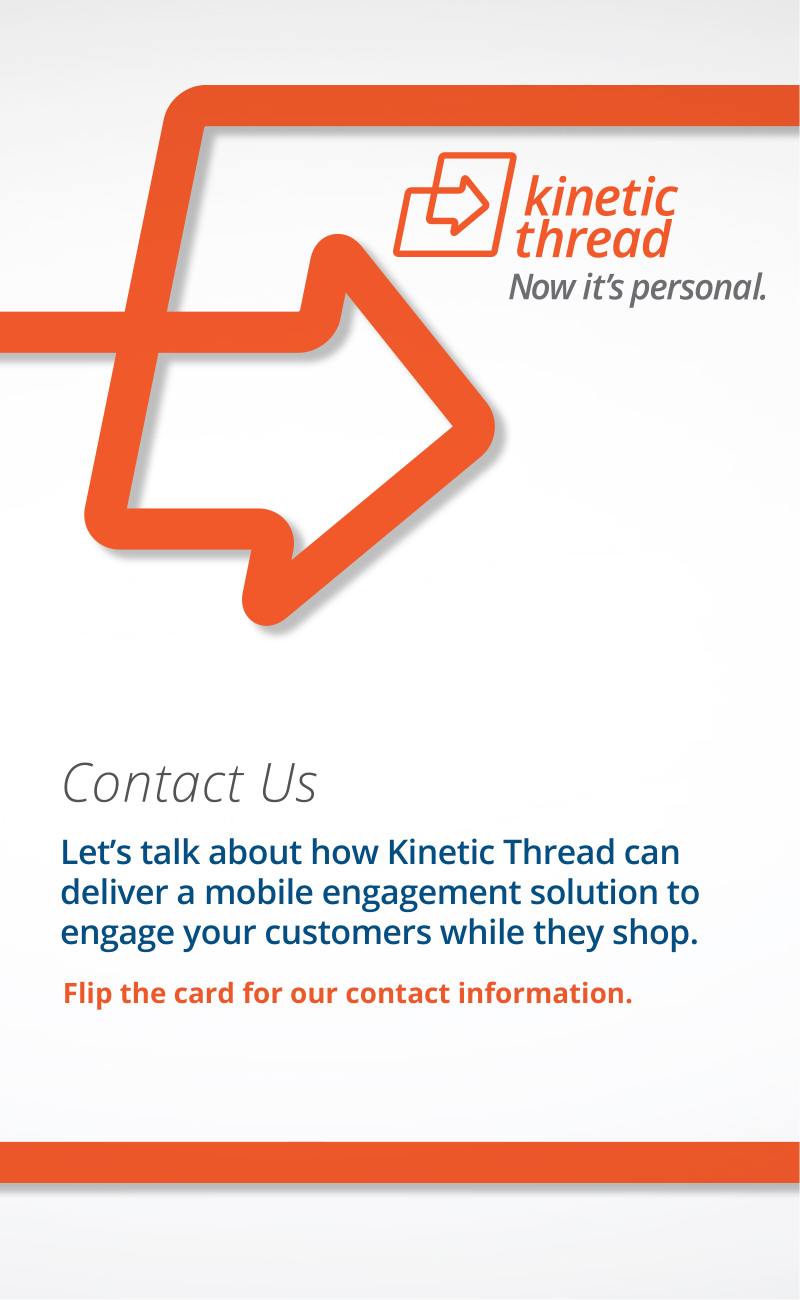 kinetic
thread
Now it’s personal.
Contact Us
Let’s talk about how Kinetic Thread can
deliver a mobile engagement solution to
engage your customers while they shop.
Flip the card for our contact information.